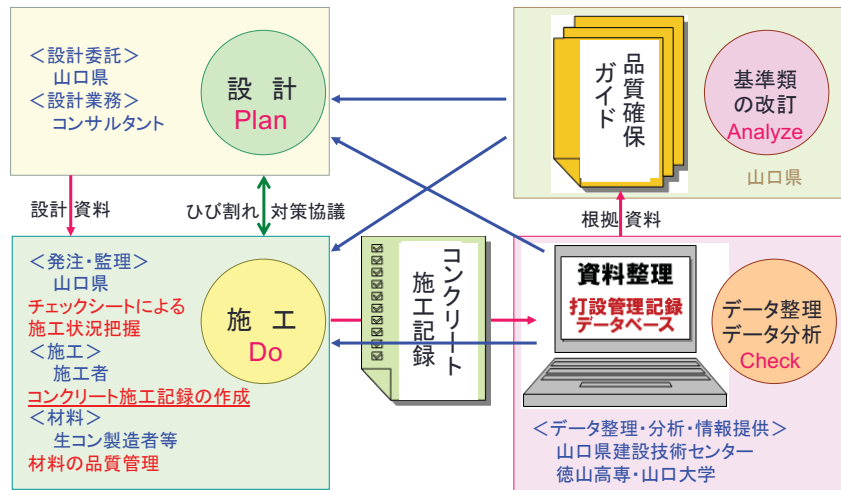 ＜設計委託＞
山口県
＜設計業務＞
コンサルタント
設 計
Plan
品質確保
ガイド
基準類
の改訂
Analyze
山口県
設計 資料
ひび割れ 対策協議
根拠 資料
＜発注・監理＞
山口県
チェックシートによる
施工状況把握
＜施工＞
施工者
コンクリート施工記録の作成
＜材料＞
生コン製造者等
材料の品質管理
施 工
Do
コンクリート
施工記録
資料整理
打設管理記録
データベース
データ整理
データ分析
Check
＜データ整理・分析・情報提供＞
山口県建設技術センター
徳山高専・山口大学